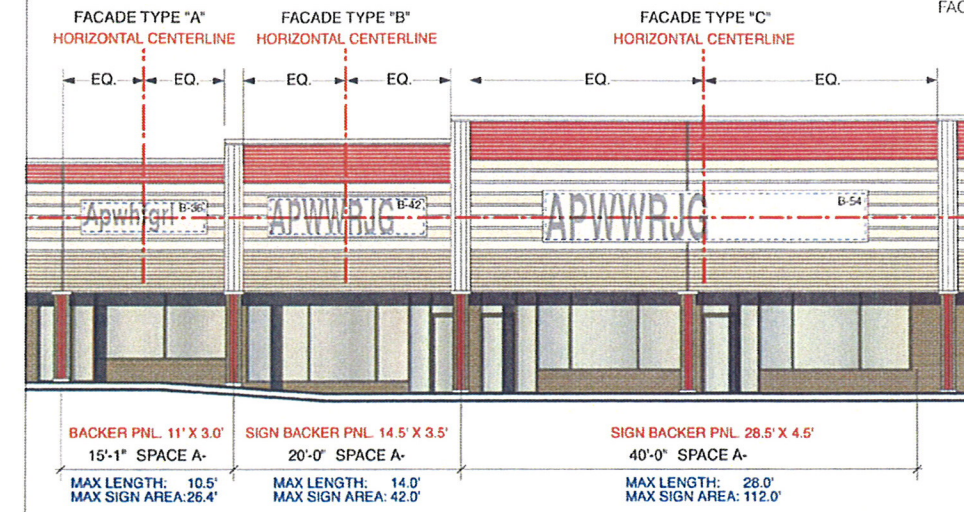 FACADE TYPE "A"
HORIZONTAL CENTERLINE
EQ. EQ.
FACADE TYPE "B"
HORIZONTAL CENTERLINE
EQ. EQ.
FACADE TYPE "C"
HORIZONTAL CENTERLINE
EQ. EQ.
FAC
B-36
APWWRJG B-42
APWWRJG B-54
BACKER PNL. 11' X 3.0'
15'-1" SPACE A-
MAX LENGTH: 10.5'
MAX SIGN AREA:26.4'
SIGN BACKER PNL. 14.5' X 3.5'
20'-0" SPACE A-
MAX LENGTH: 14.0'
MAX SIGN AREA: 42.0'
SIGN BACKER PNL. 28.5' X 4.5'
40'-0" SPACE A-
MAX LENGTH: 28.0'
MAX SIGN AREA: 112.0'